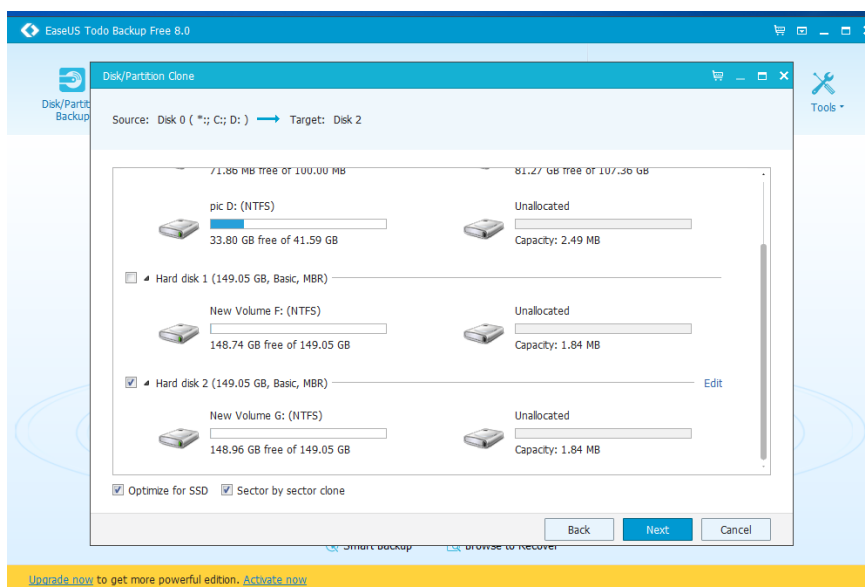 EaseUS Todo Backup Free 8.0
Disk/Partition Clone
Disk/Partit
Backup
Tools
Source: Disk 0 ( *:; C:; D: ) Target: Disk 2
71.86 MB free of 100.00 MB
81.27 GB free of 107.36 GB
pic D: (NTFS)
Unallocated
33.80 GB free of 41.59 GB
Capacity: 2.49 MB
Hard disk 1 (149.05 GB, Basic, MBR)
New Volume F: (NTFS)
Unallocated
148.74 GB free of 149.05 GB
Capacity: 1.84 MB
Hard disk 2 (149.05 GB, Basic, MBR)
Edit
New Volume G: (NTFS)
Unallocated
148.96 GB free of 149.05 GB
Capacity: 1.84 MB
Optimize for SSD Sector by sector clone
Back Next Cancel
Smart Backup Browse to Recover
Upgrade now to get more powerful edition. Activate now